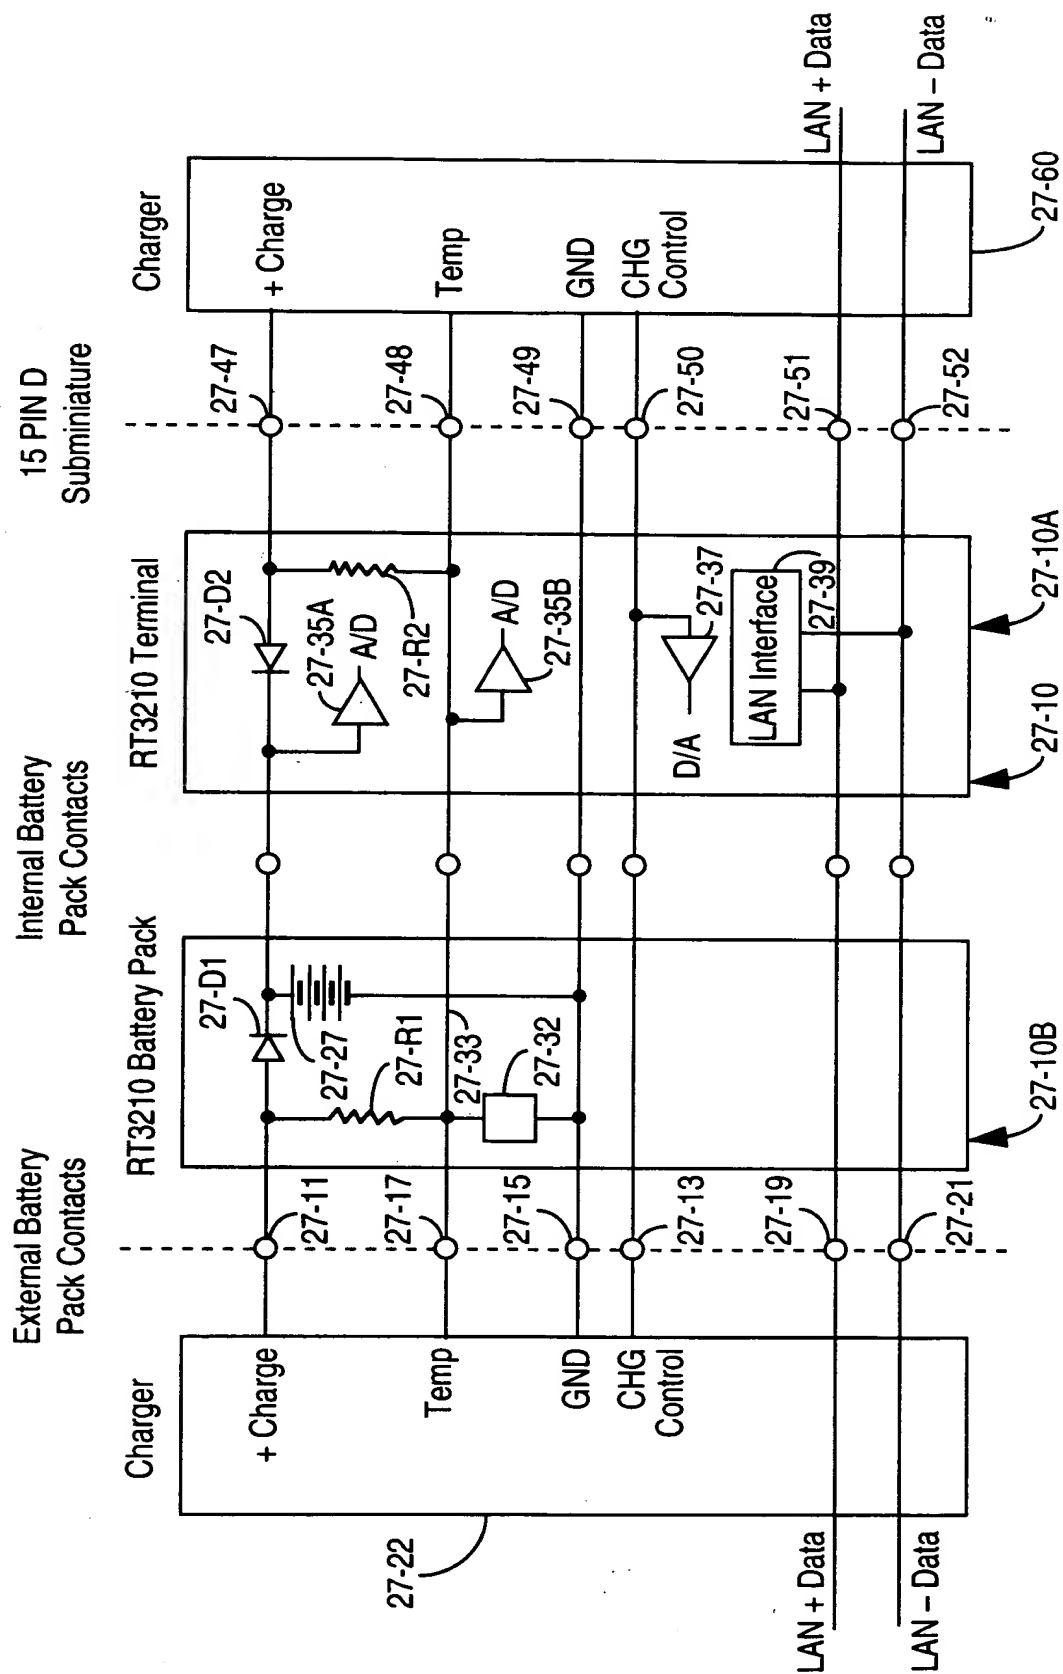 15 PIN D
Subminiature
Internal Battery
Pack Contacts
External Battery
Pack Contacts
Charger
RT3210 Battery Pack
RT3210 Terminal
Charger
27-22
+ Charge
Temp
GND
CHG
Control
LAN + Data
LAN – Data
27-11
27-17
27-15
27-13
27-19
27-21
27-D1
27-27
27-R1
27-33
27-32
27-10B
27-D2
27-35A
A/D
27-R2
A/D
27-35B
D/A
27-37
LAN Interface
27-39
27-10
27-10A
27-47
27-48
27-49
27-50
27-51
27-52
+ Charge
Temp
GND
CHG
Control
LAN + Data
LAN – Data
27-60